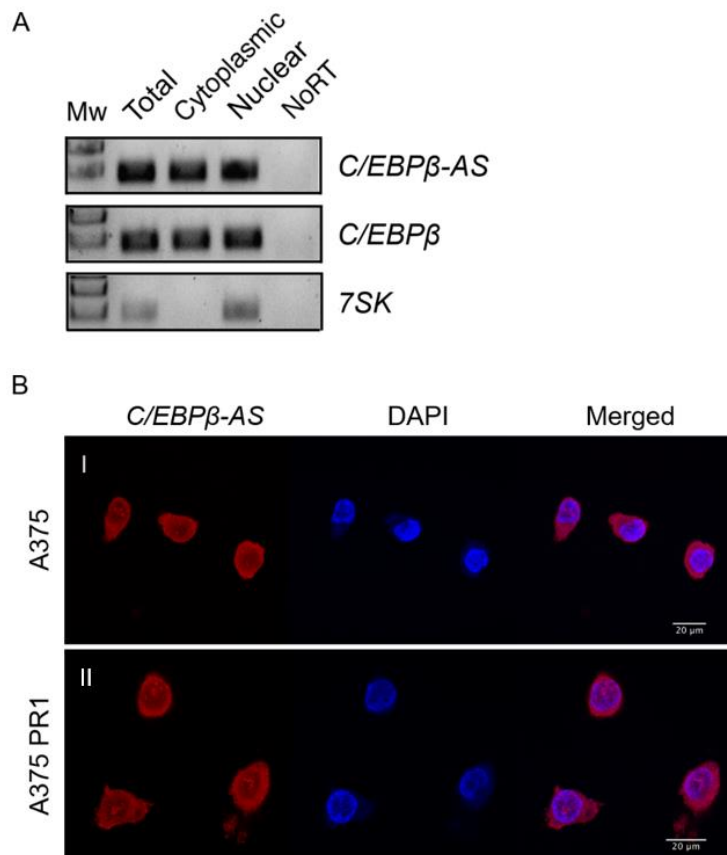 A
Mw Total Cytoplasmic Nuclear NoRT
C/EBPβ-AS
C/EBPβ
7SK
B
C/EBPβ-AS DAPI Merged
I
A375
20 µm
II
A375 PR1
20 µm